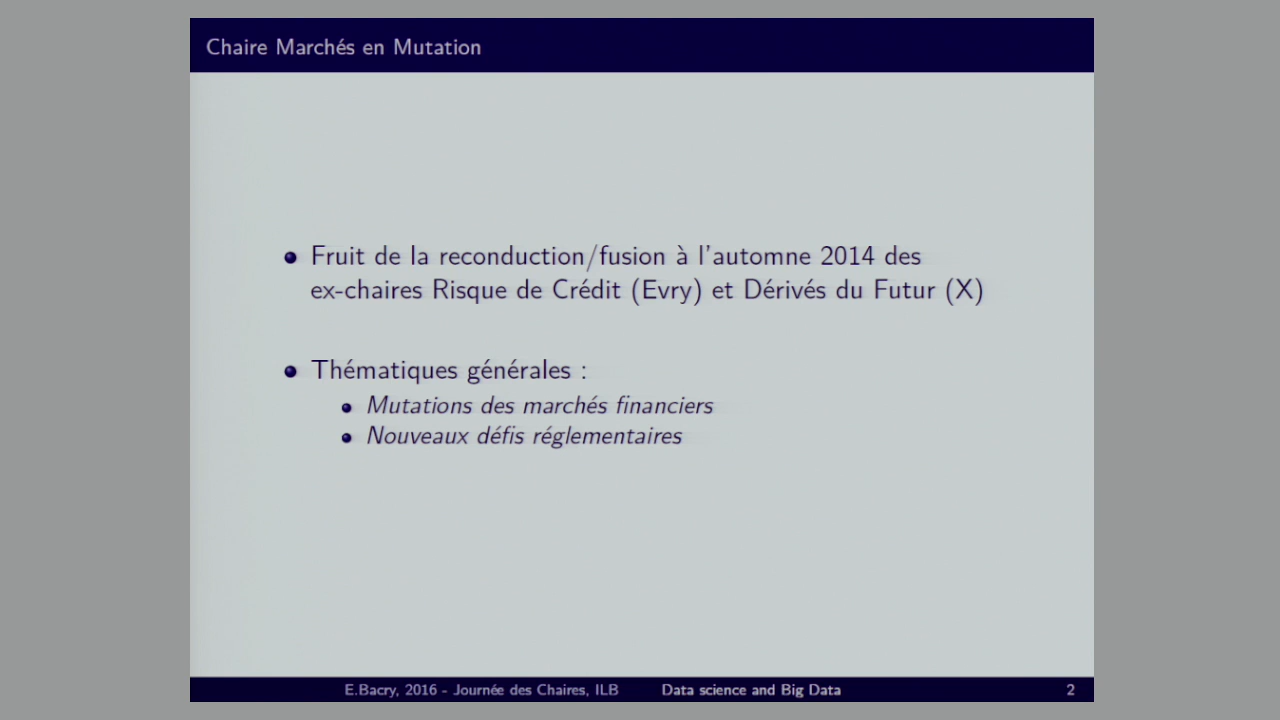 Chaire Marchés en Mutation
Fruit de la reconduction/fusion à l'automne 2014 des
ex-chaires Risque de Crédit (Evry) et Dérivés du Futur (X)
Thématiques générales :
Mutations des marchés financiers
Nouveaux défis réglementaires
E.Bacry, 2016 - Journée des Chaires, ILB Data science and Big Data 2